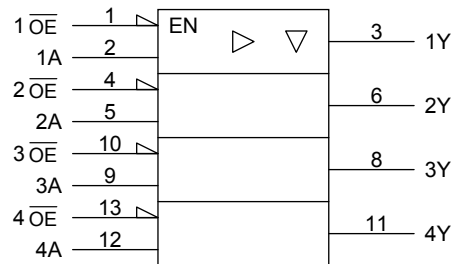 1 OE 1 EN
1A 2
3 1Y
2 OE 4
2A 5
6 2Y
3 OE 10
3A 9
8 3Y
4 OE 13
4A 12
11 4Y